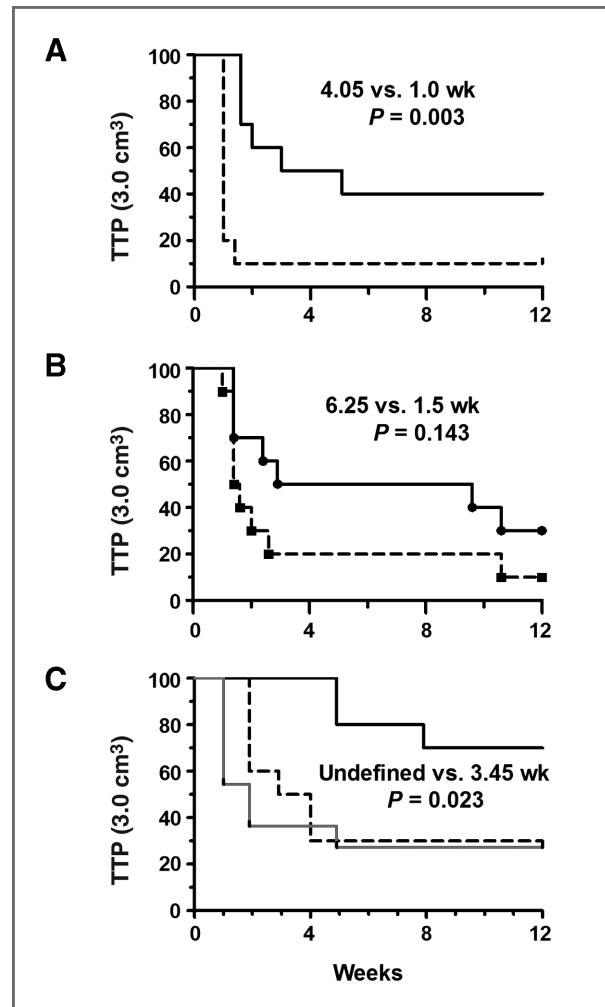 A
TTP (3.0 cm³)
100
80
60
40
20
0
4.05 vs. 1.0 wk
P = 0.003
0 4 8 12
B
TTP (3.0 cm³)
100
80
60
40
20
0
6.25 vs. 1.5 wk
P = 0.143
0 4 8 12
C
TTP (3.0 cm³)
100
80
60
40
20
0
Undefined vs. 3.45 wk
P = 0.023
0 4 8 12
Weeks